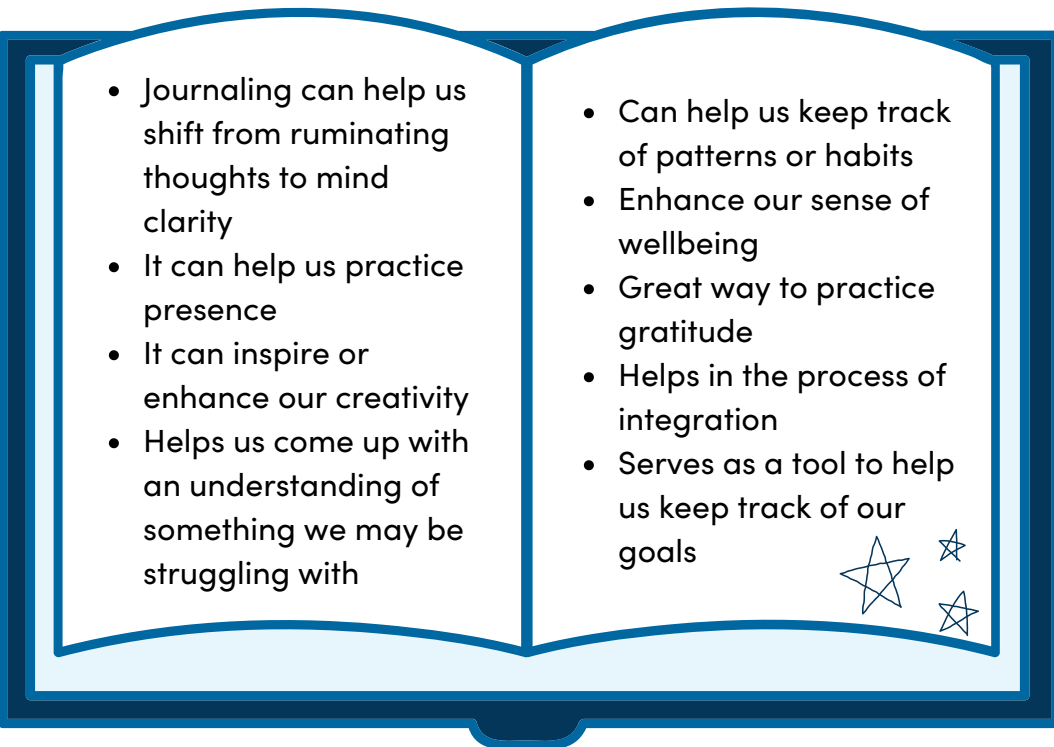 • Journaling can help us
shift from ruminating
thoughts to mind
clarity
• It can help us practice
presence
• It can inspire or
enhance our creativity
• Helps us come up with
an understanding of
something we may be
struggling with
• Can help us keep track
of patterns or habits
• Enhance our sense of
wellbeing
• Great way to practice
gratitude
• Helps in the process of
integration
• Serves as a tool to help
us keep track of our
goals